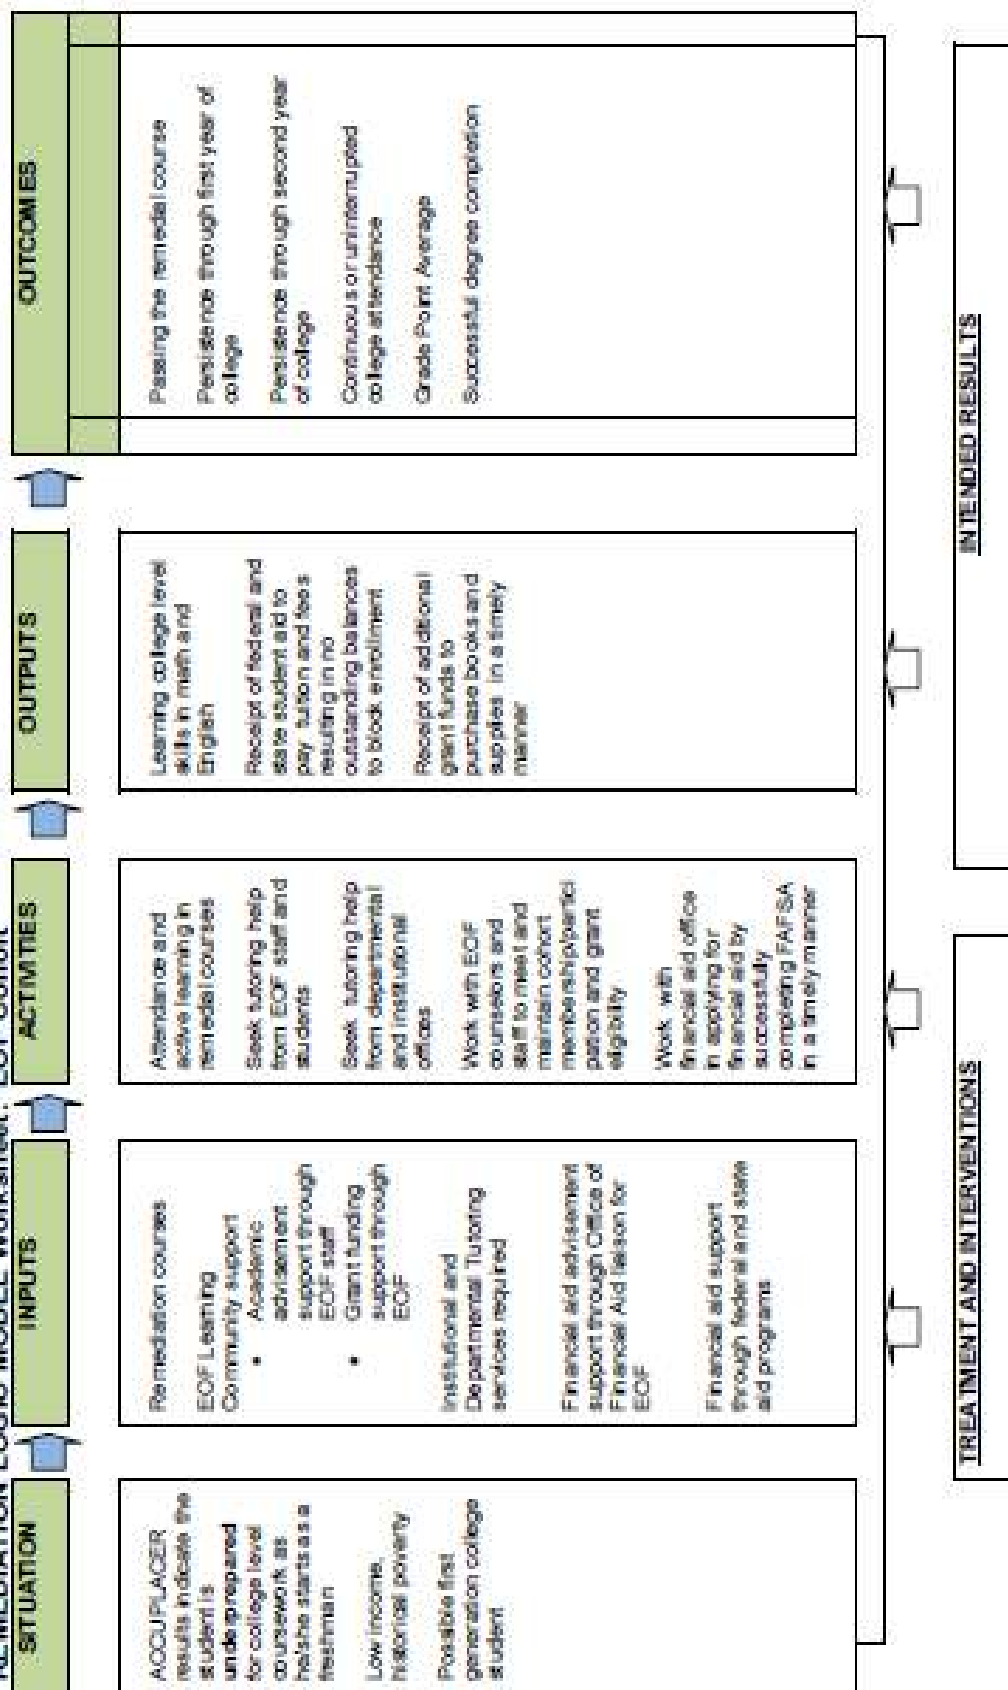 REMEDIATION LOGIC MODEL Worksheet: EOF Cohort
SITUATION
ACCUPLACER
results indicate the
student is
underprepared
for college level
coursework as
he/she starts as a
freshman
Low income,
historical poverty
Possible first
generation college
student
INPUTS
Remediation courses
EOF Learning
Community support
• Academic
advisement
support through
EOF staff
• Grant funding
support through
EOF
Institutional and
Departmental Tutoring
services required
Financial aid advisement
support through Office of
Financial Aid liaison for
EOF
Financial aid support
through federal and state
aid programs
ACTIVITIES
Attendance and
active learning in
remedial courses
Seek tutoring help
from EOF staff and
students
Seek tutoring help
from departmental
and institutional
offices
Work with EOF
counselors and
staff to meet and
maintain cohort
membership/partici
pation and grant
eligibility
Work with
financial aid office
in applying for
financial aid by
successfully
completing FAFSA
in a timely manner
OUTPUTS
Learning college level
skills in math and
English
Receipt of federal and
state student aid to
pay tuition and fees
resulting in no
outstanding balances
to block enrollment
Receipt of additional
grant funds to
purchase books and
supplies in a timely
manner
OUTCOMES
Passing the remedial course
Persistence through first year of
college
Persistence through second year
of college
Continuous or uninterrupted
college attendance
Grade Point Average
Successful degree completion
TREATMENT AND INTERVENTIONS
INTENDED RESULTS